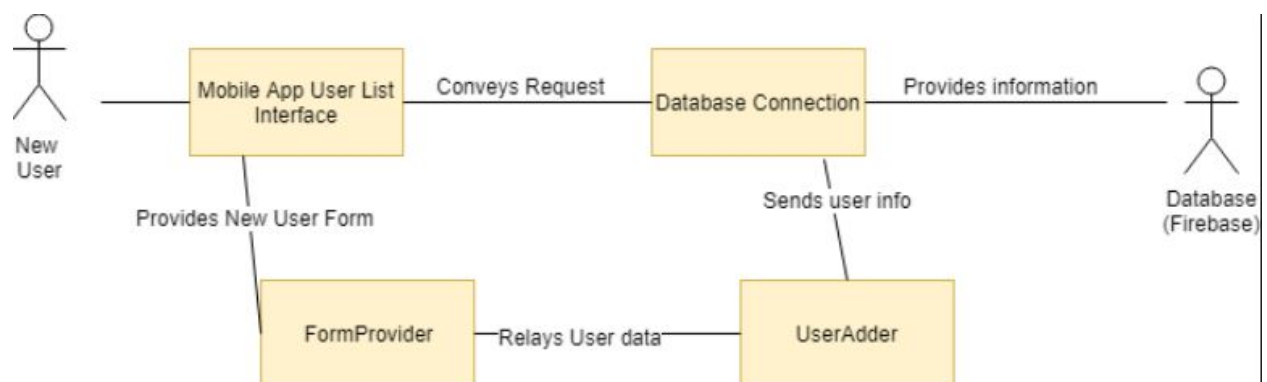 Mobile App User List
Interface
Conveys Request
Database Connection
Provides information
New
User
Sends user info
Database
(Firebase)
Provides New User Form
FormProvider
Relays User data
UserAdder